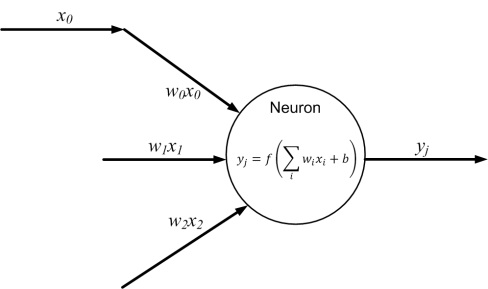 x₀
w₀x₀
Neuron
w₁x₁
yⱼ = f(∑ᵢ wᵢxᵢ + b)
yⱼ
w₂x₂